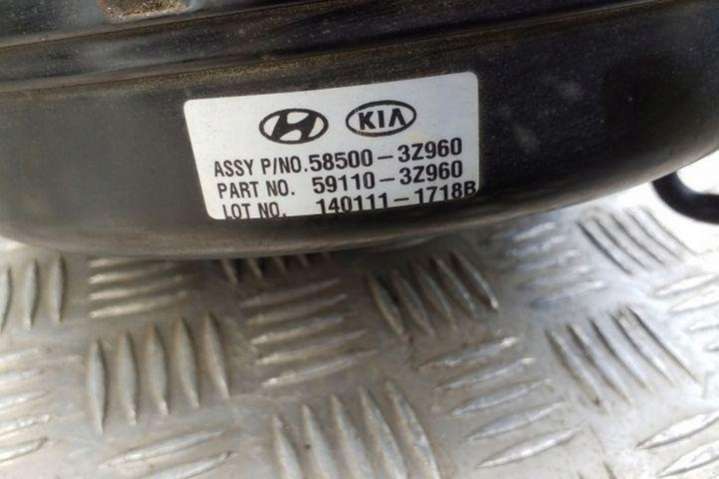 KIA
ASSY P/NO.58500-3Z960
PART NO. 59110-3Z960
LOT NO. 140111-1718B